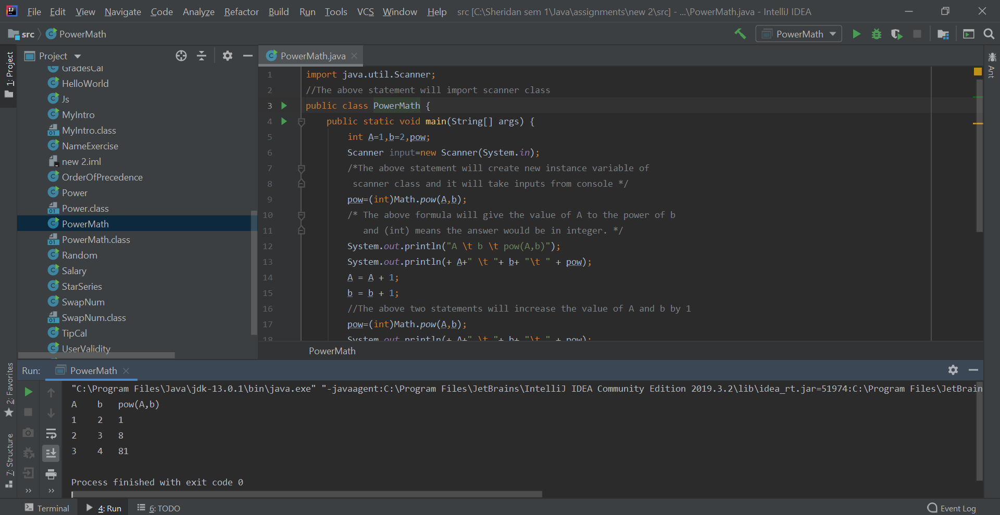 File Edit View Navigate Code Analyze Refactor Build Run Tools VCS Window Help src [C:\Sheridan sem 1\Java\assignments\new 2\src] - ...\PowerMath.java - IntelliJ IDEA
src PowerMath PowerMath
1: Project
Project
PowerMath.java
Ant
GradesCal
HelloWorld
Js
MyIntro
MyIntro.class
NameExercise
new 2.iml
OrderOfPrecedence
Power
Power.class
PowerMath
PowerMath.class
Random
Salary
StarSeries
SwapNum
SwapNum.class
TipCal
UserValidity
1 import java.util.Scanner;
2 //The above statement will import scanner class
3 public class PowerMath {
4 public static void main(String[] args) {
5 int A=1,b=2,pow;
6 Scanner input=new Scanner(System.in);
7 /*The above statement will create new instance variable of
8 scanner class and it will take inputs from console */
9 pow=(int)Math.pow(A,b);
10 /* The above formula will give the value of A to the power of b
11 and (int) means the answer would be in integer. */
12 System.out.println("A \t b \t pow(A,b)");
13 System.out.println(+ A+" \t "+ b+ "\t " + pow);
14 A = A + 1;
15 b = b + 1;
16 //The above two statements will increase the value of A and b by 1
17 pow=(int)Math.pow(A,b);
18 System.out.println(+ A+" \t "+ b+ "\t " + pow);
PowerMath
2: Favorites
7: Structure
Run: PowerMath
"C:\Program Files\Java\jdk-13.0.1\bin\java.exe" "-javaagent:C:\Program Files\JetBrains\IntelliJ IDEA Community Edition 2019.3.2\lib\idea_rt.jar=51974:C:\Program Files\JetBrain
A b pow(A,b)
1 2 1
2 3 8
3 4 81
Process finished with exit code 0
Terminal 4: Run 6: TODO Event Log